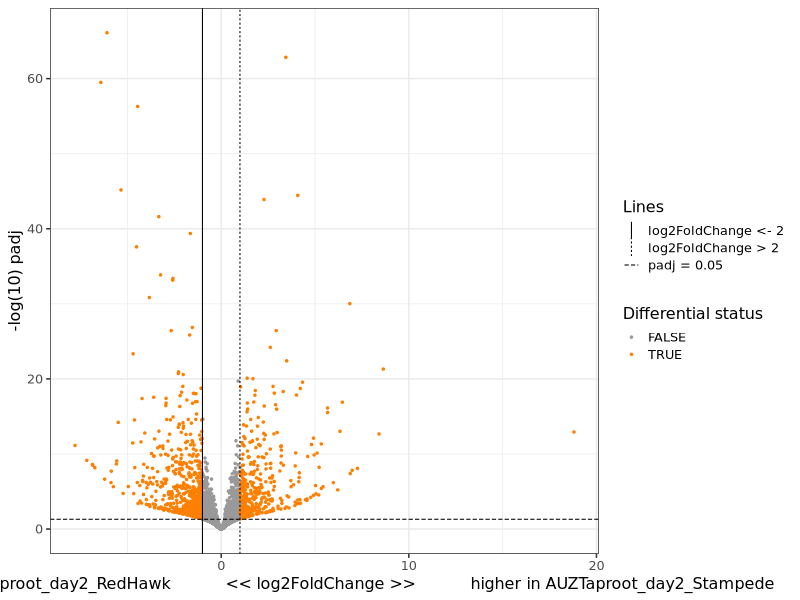 60
40
20
0
-log(10) padj
0
10
20
proot_day2_RedHawk << log2FoldChange >> higher in AUZTaproot_day2_Stampede
Lines
log2FoldChange <- 2
log2FoldChange > 2
padj = 0.05
Differential status
FALSE
TRUE